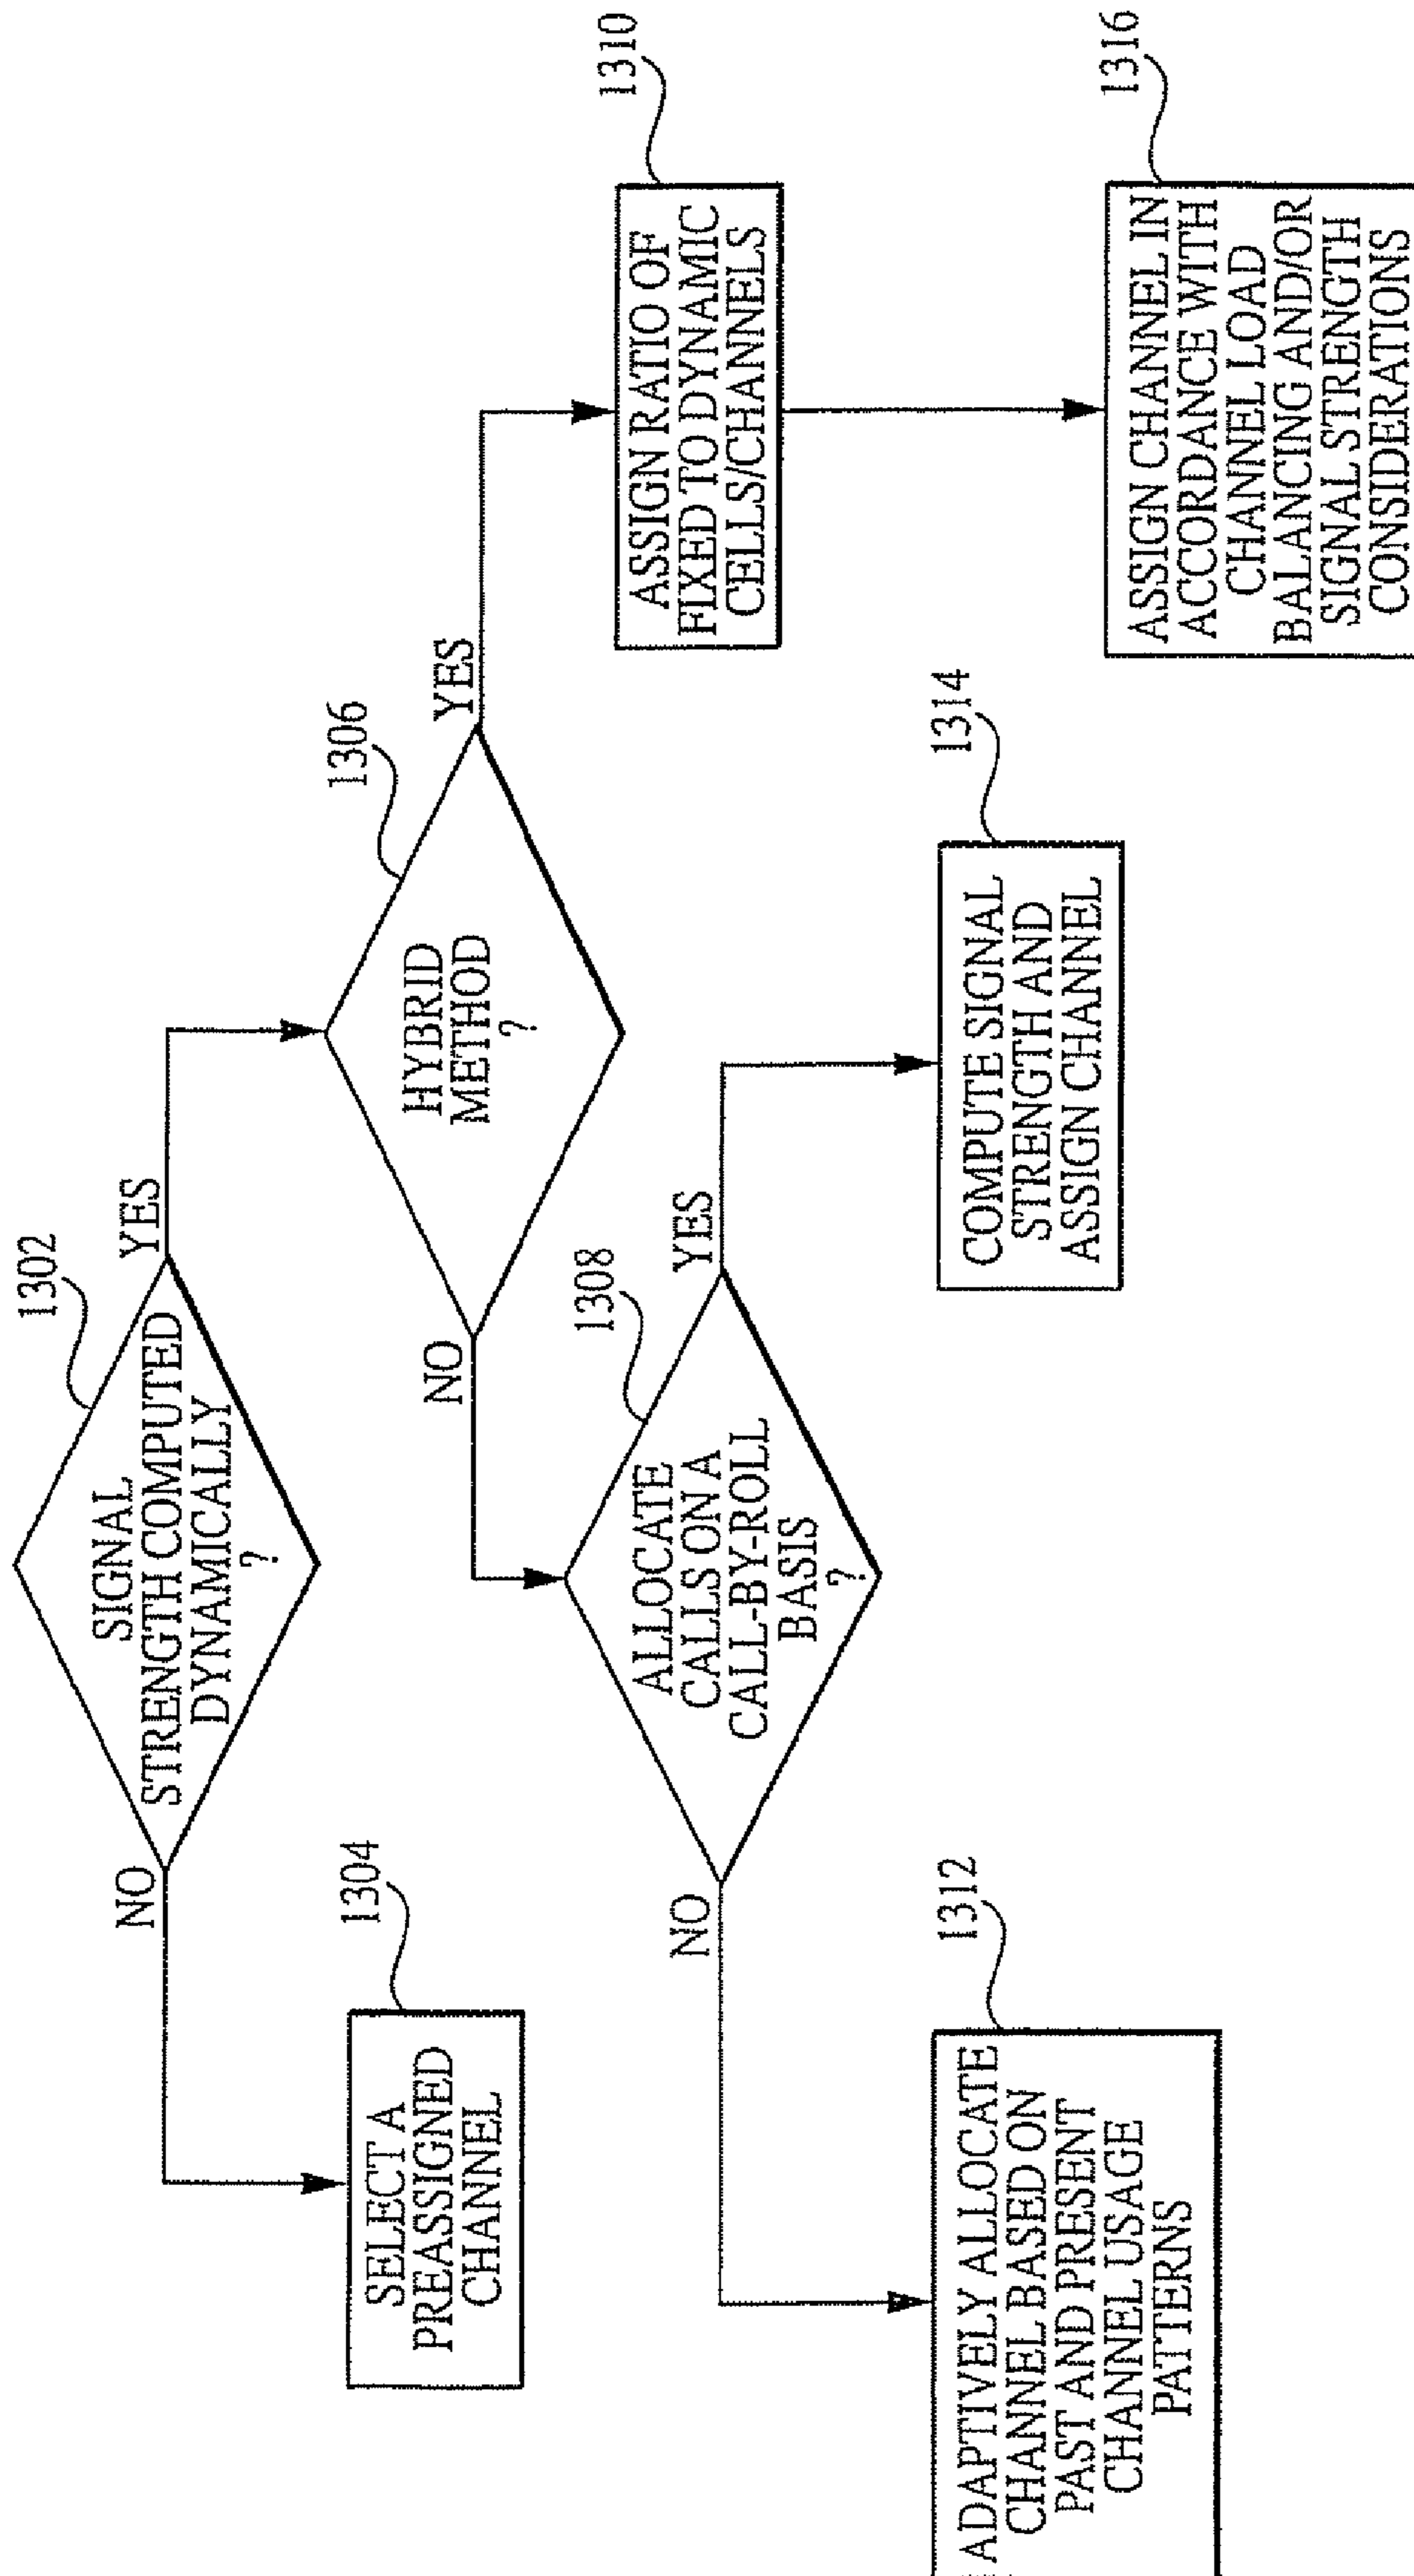 1302
SIGNAL
STRENGTH COMPUTED
DYNAMICALLY
?
NO
YES
1304
SELECT A
PREASSIGNED
CHANNEL
1306
HYBRID
METHOD
?
NO
YES
1308
ALLOCATE
CALLS ON A
CALL-BY-ROLL
BASIS
?
NO
YES
1310
ASSIGN RATIO OF
FIXED TO DYNAMIC
CELLS/CHANNELS
1312
ADAPTIVELY ALLOCATE
CHANNEL BASED ON
PAST AND PRESENT
CHANNEL USAGE
PATTERNS
1314
COMPUTE SIGNAL
STRENGTH AND
ASSIGN CHANNEL
1316
ASSIGN CHANNEL IN
ACCORDANCE WITH
CHANNEL LOAD
BALANCING AND/OR
SIGNAL STRENGTH
CONSIDERATIONS